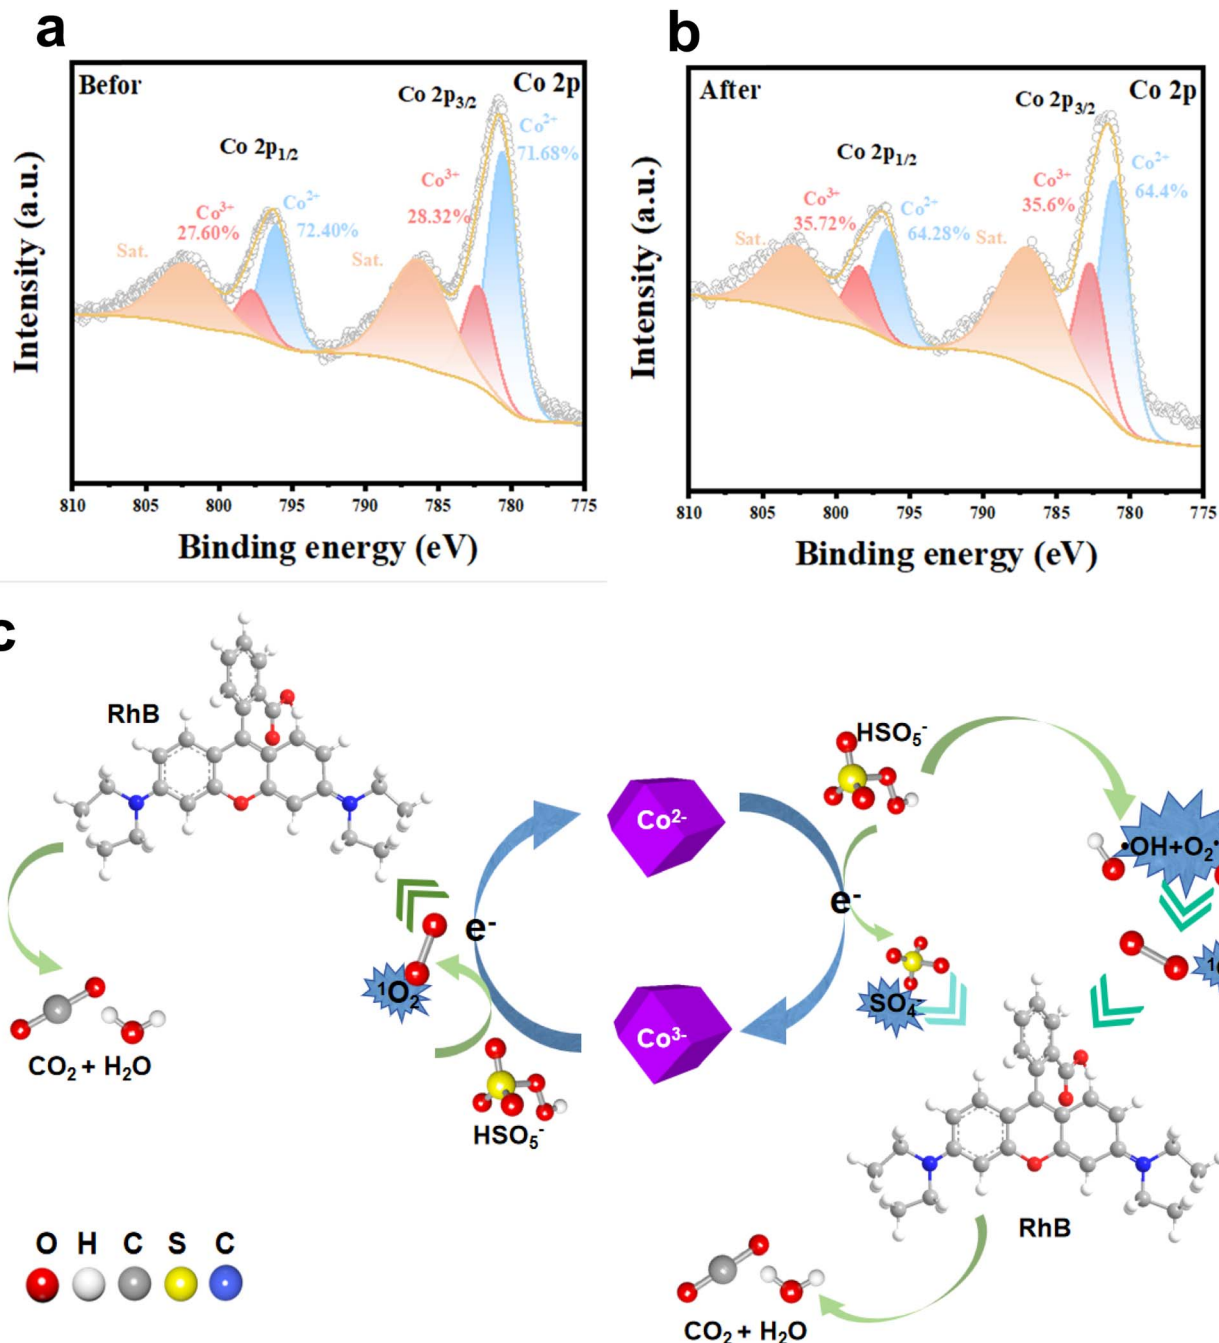 a
Befor
Co 2p
Co 2p3/2
Co²⁺
71.68%
Co 2p1/2
Co³⁺
28.32%
Co³⁺
27.60%
Co²⁺
72.40%
Sat.
Sat.
Intensity (a.u.)
810 805 800 795 790 785 780 775
Binding energy (eV)
b
After
Co 2p
Co 2p3/2
Co 2p1/2
Co²⁺
64.4%
Co³⁺
35.6%
Co³⁺
35.72%
Co²⁺
64.28%
Sat.
Sat.
Intensity (a.u.)
810 805 800 795 790 785 780 775
Binding energy (eV)
c
RhB
HSO₅⁻
Co²⁻
•OH+O₂•
e⁻
e⁻
¹O₂
SO₄⁻
Co³⁻
CO₂ + H₂O
HSO₅⁻
RhB
O H C S C
CO₂ + H₂O